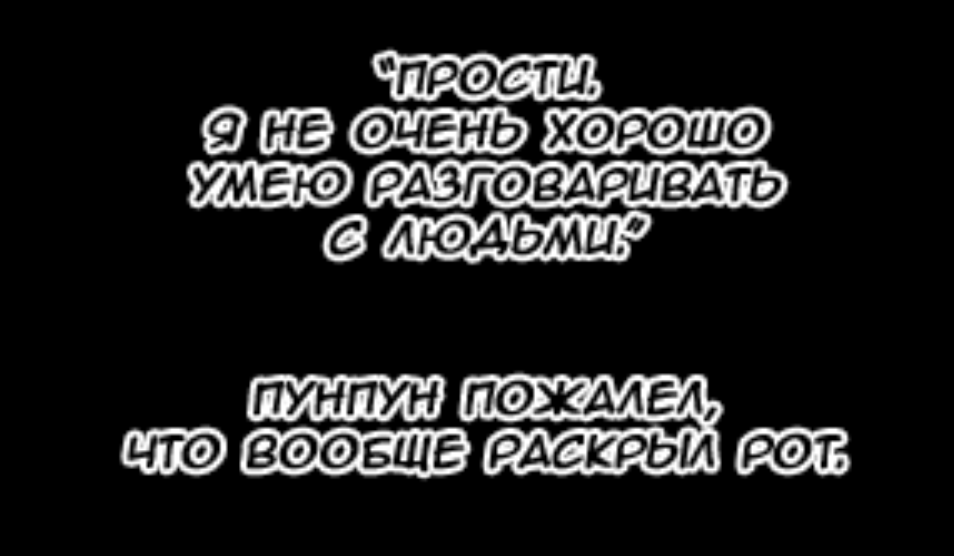 "ПРОСТИ.
Я НЕ ОЧЕНЬ ХОРОШО
УМЕЮ РАЗГОВАРИВАТЬ
С ЛЮДЬМИ."
ПУНПУН ПОЖАЛЕЛ,
ЧТО ВООБЩЕ РАСКРЫЛ РОТ.